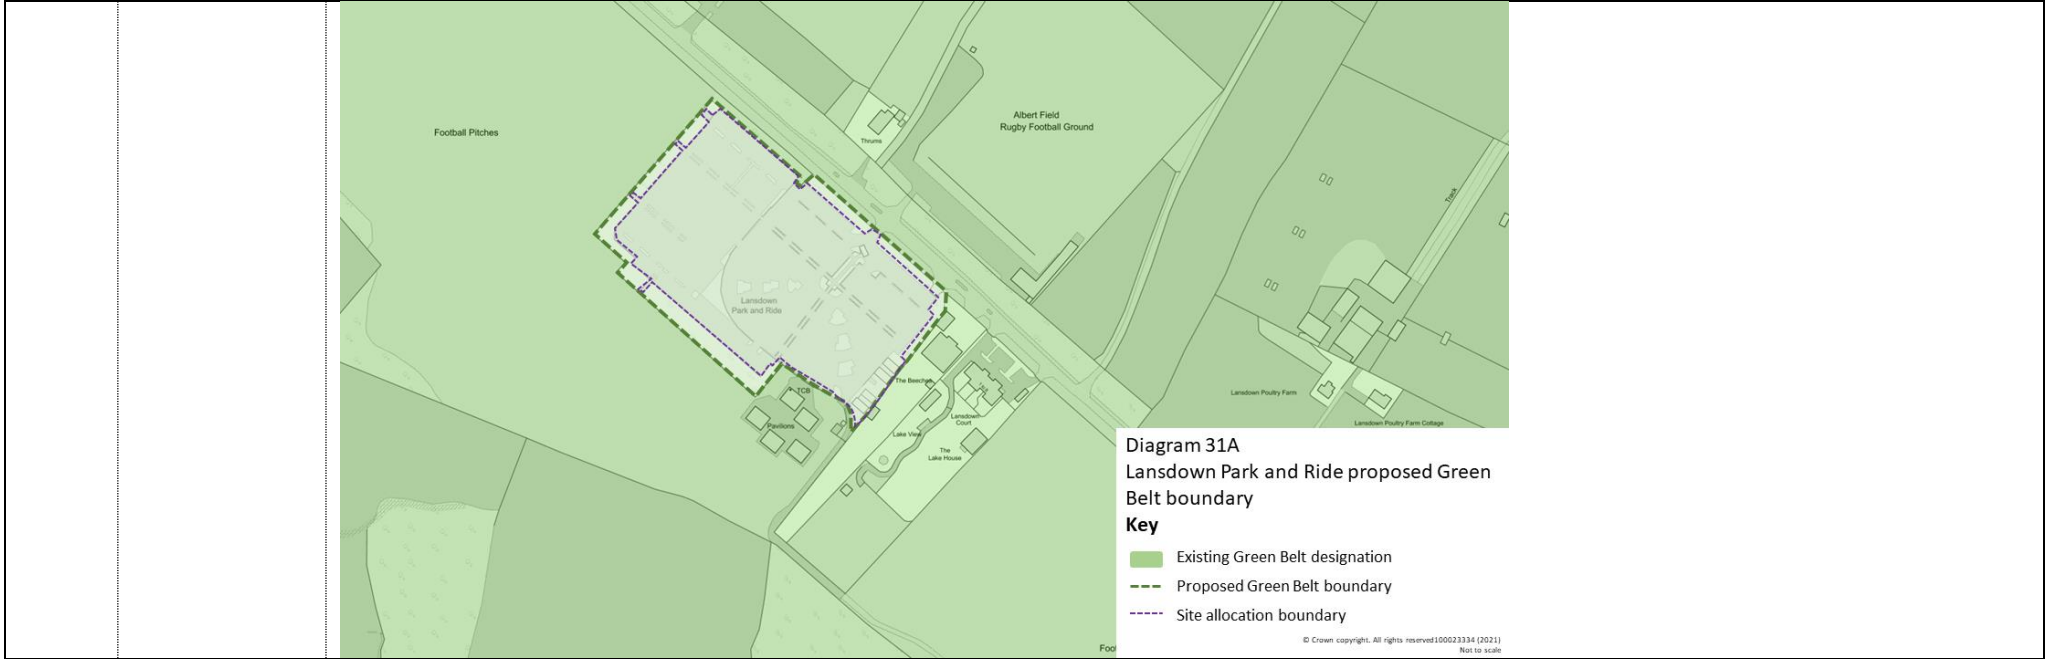 Football Pitches
Albert Field
Rugby Football Ground
Thrums
Track
Lansdown
Park and Ride
The Beeches
TCB
Pavilions
Lansdown
Court
Lake View
The
Lake House
Lansdown Poultry Farm
Lansdown Poultry Farm Cottage
Foot
Diagram 31A
Lansdown Park and Ride proposed Green
Belt boundary
Key
Existing Green Belt designation
Proposed Green Belt boundary
Site allocation boundary
© Crown copyright. All rights reserved100023334 (2021)
Not to scale